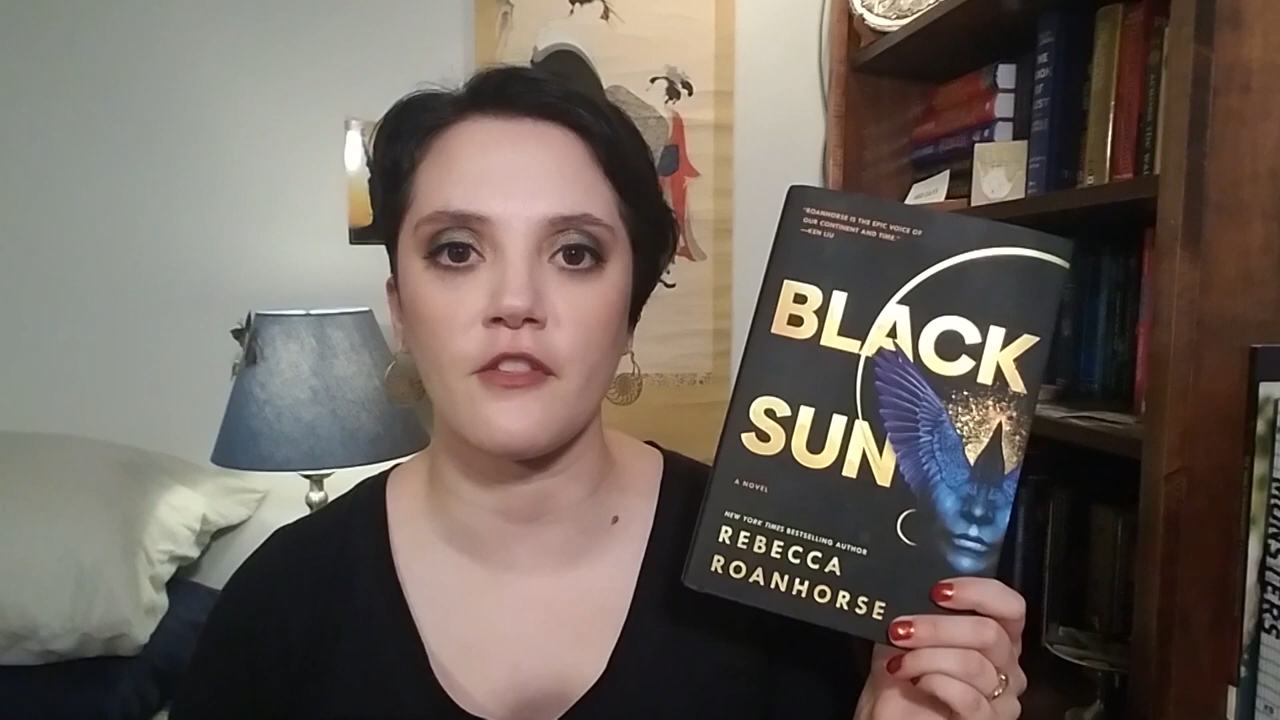 "ROANHORSE IS THE EPIC VOICE OF
OUR CONTINENT AND TIME."
—KEN LIU
BLACK
SUN
A NOVEL
NEW YORK TIMES BESTSELLING AUTHOR
REBECCA
ROANHORSE